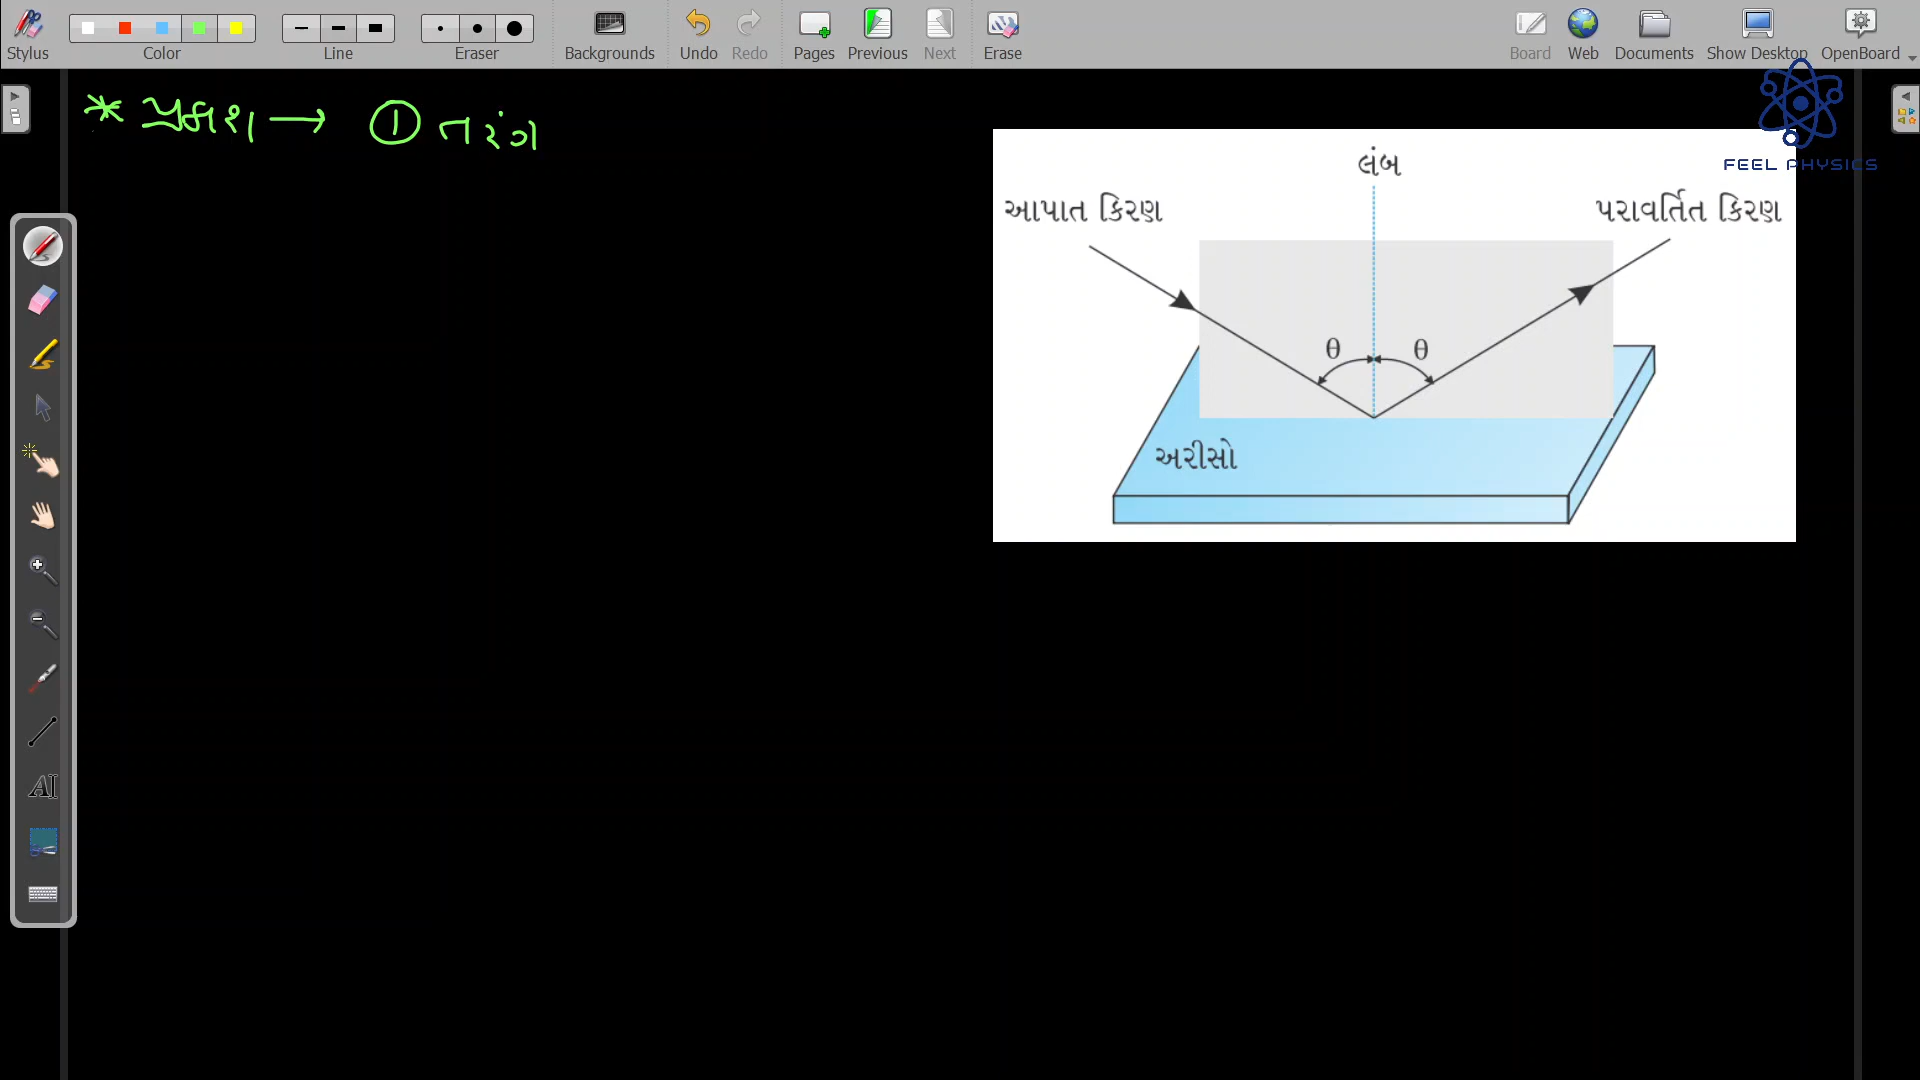 Stylus Color Line Eraser Backgrounds Undo Redo Pages Previous Next Erase Board Web Documents Show Desktop OpenBoard
* પ્રકાશ → ① તરંગ
FEEL PHYSICS
લંબ
આપાત કિરણ પરાવર્તિત કિરણ
θ θ
અરીસો